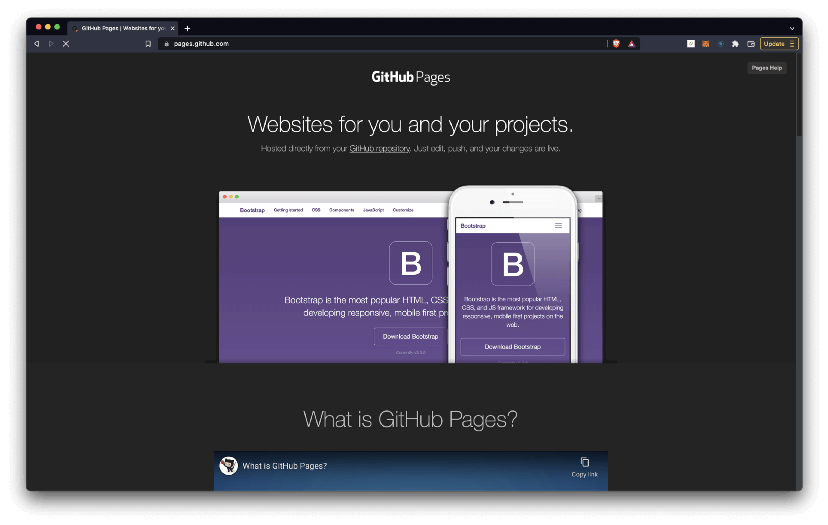 GitHub Pages | Websites for you
pages.github.com
Update
Pages Help
GitHub Pages
Websites for you and your projects.
Hosted directly from your GitHub repository. Just edit, push, and your changes are live.
Bootstrap Getting started CSS Components JavaScript Customize
B
Bootstrap is the most popular HTML, CSS
developing responsive, mobile first
Download Bootstrap
Bootstrap
B
Bootstrap is the most popular HTML,
CSS, and JS framework for developing
responsive, mobile first projects on the
web.
Download Bootstrap
What is GitHub Pages?
What is GitHub Pages?
Copy link